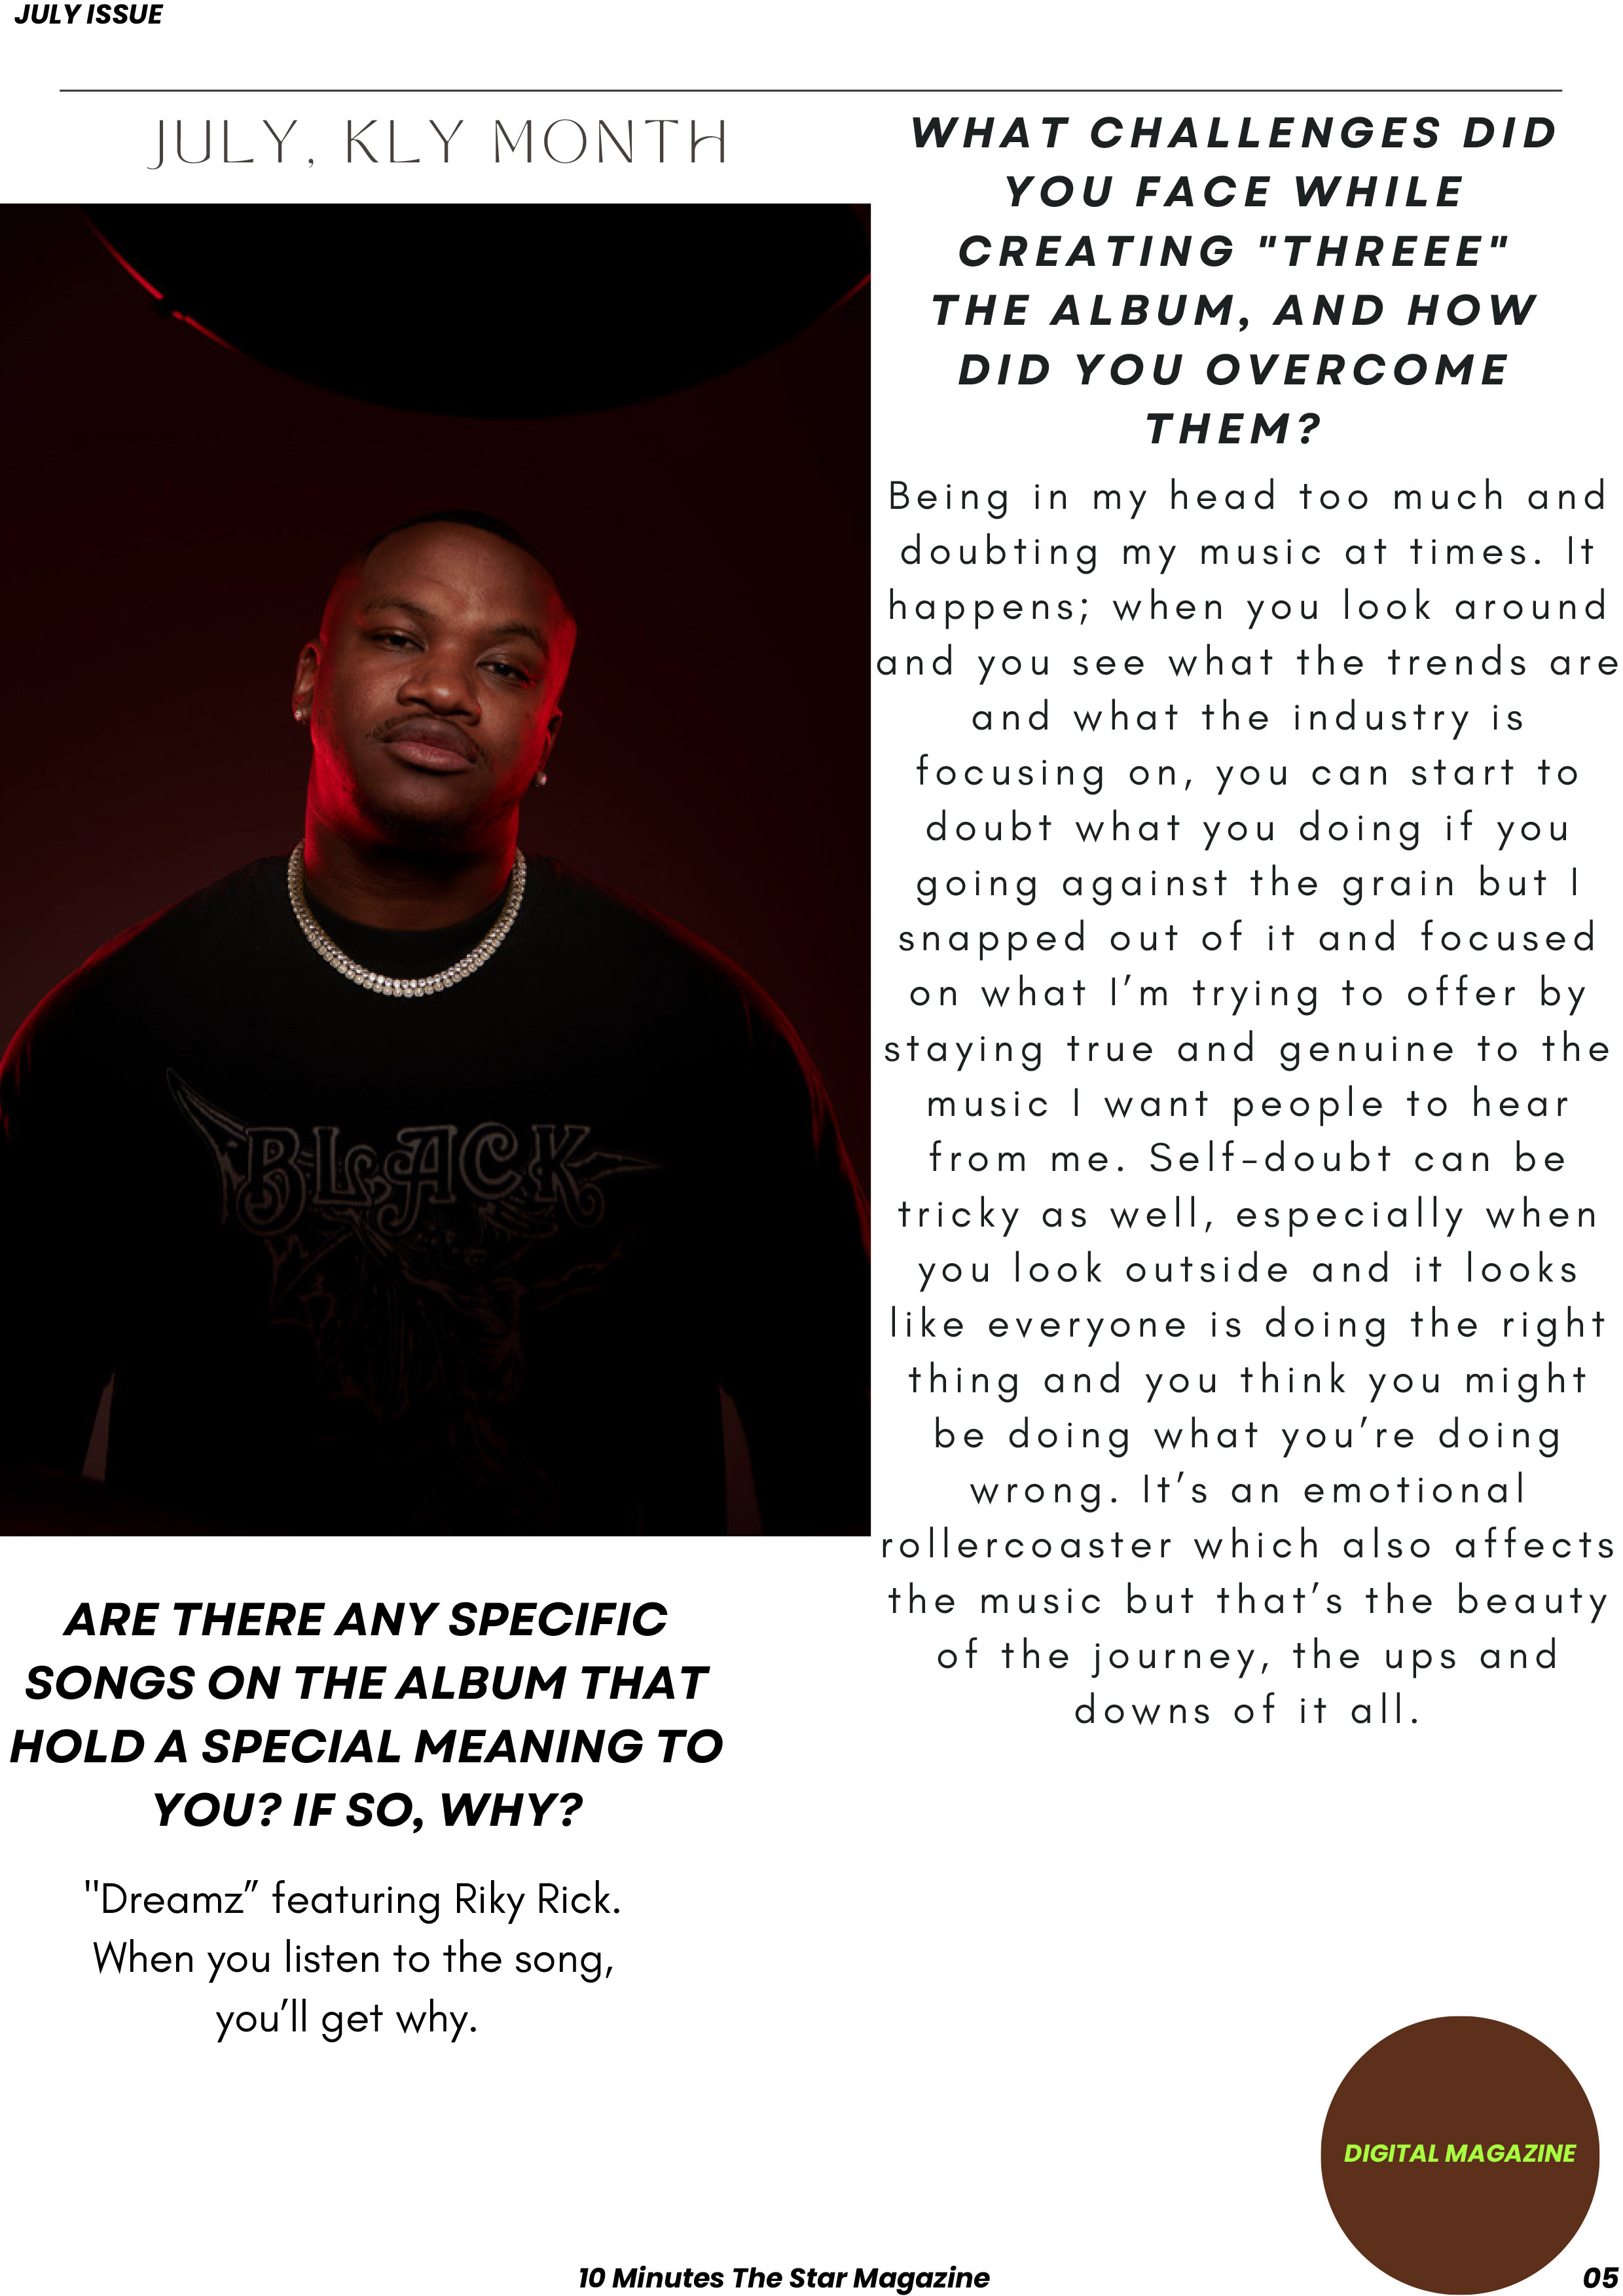 JULY ISSUE
JULY, KLY MONTH
BLACK
ARE THERE ANY SPECIFIC
SONGS ON THE ALBUM THAT
HOLD A SPECIAL MEANING TO
YOU? IF SO, WHY?
"Dreamz” featuring Riky Rick.
When you listen to the song,
you’ll get why.
WHAT CHALLENGES DID
YOU FACE WHILE
CREATING "THREEE"
THE ALBUM, AND HOW
DID YOU OVERCOME
THEM?
Being in my head too much and
doubting my music at times. It
happens; when you look around
and you see what the trends are
and what the industry is
focusing on, you can start to
doubt what you doing if you
going against the grain but I
snapped out of it and focused
on what I’m trying to offer by
staying true and genuine to the
music I want people to hear
from me. Self-doubt can be
tricky as well, especially when
you look outside and it looks
like everyone is doing the right
thing and you think you might
be doing what you’re doing
wrong. It’s an emotional
rollercoaster which also affects
the music but that’s the beauty
of the journey, the ups and
downs of it all.
DIGITAL MAGAZINE
10 Minutes The Star Magazine
05